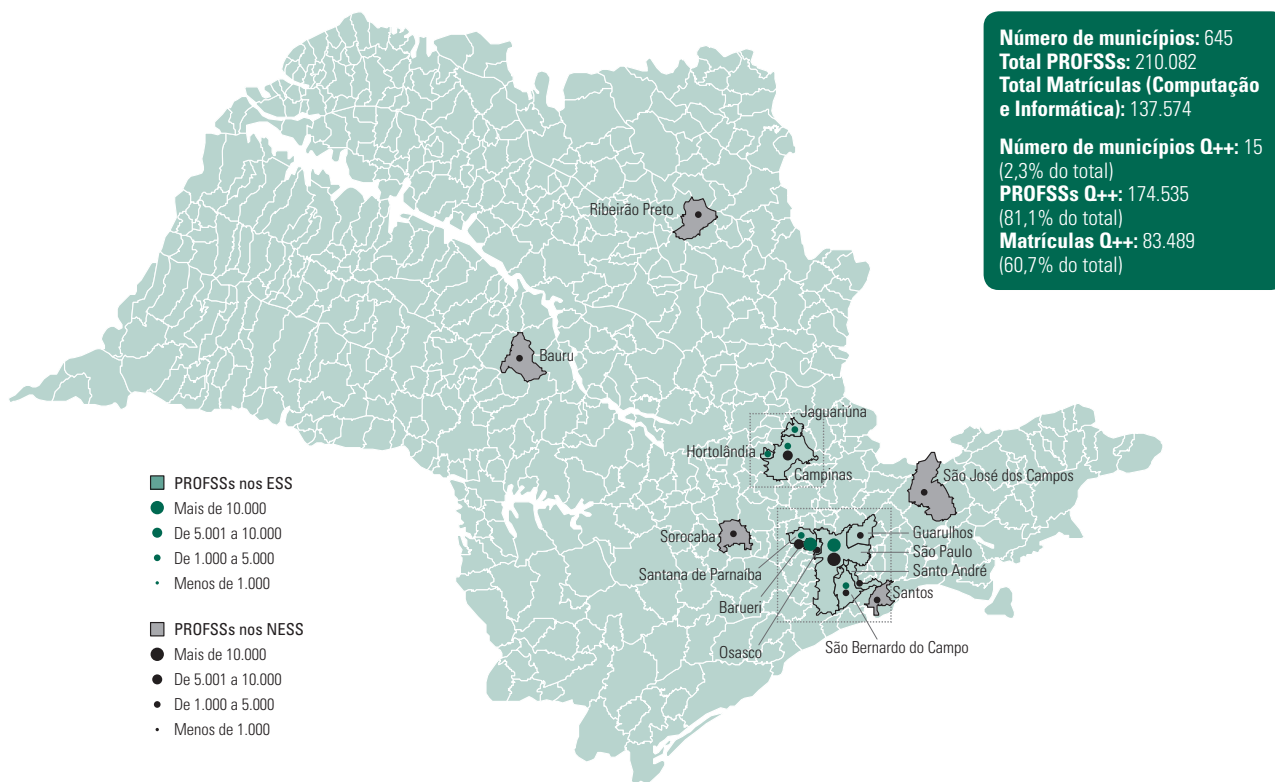 Número de municípios: 645
Total PROFSSs: 210.082
Total Matrículas (Computação
e Informática): 137.574
Número de municípios Q++: 15
(2,3% do total)
PROFSSs Q++: 174.535
(81,1% do total)
Matrículas Q++: 83.489
(60,7% do total)
Ribeirão Preto
Bauru
Jaguariúna
Hortolândia
Campinas
São José dos Campos
Sorocaba
Guarulhos
São Paulo
Santana de Parnaíba
Santo André
Santos
Barueri
Osasco
São Bernardo do Campo
PROFSSs nos ESS
Mais de 10.000
De 5.001 a 10.000
De 1.000 a 5.000
Menos de 1.000
PROFSSs nos NESS
Mais de 10.000
De 5.001 a 10.000
De 1.000 a 5.000
Menos de 1.000